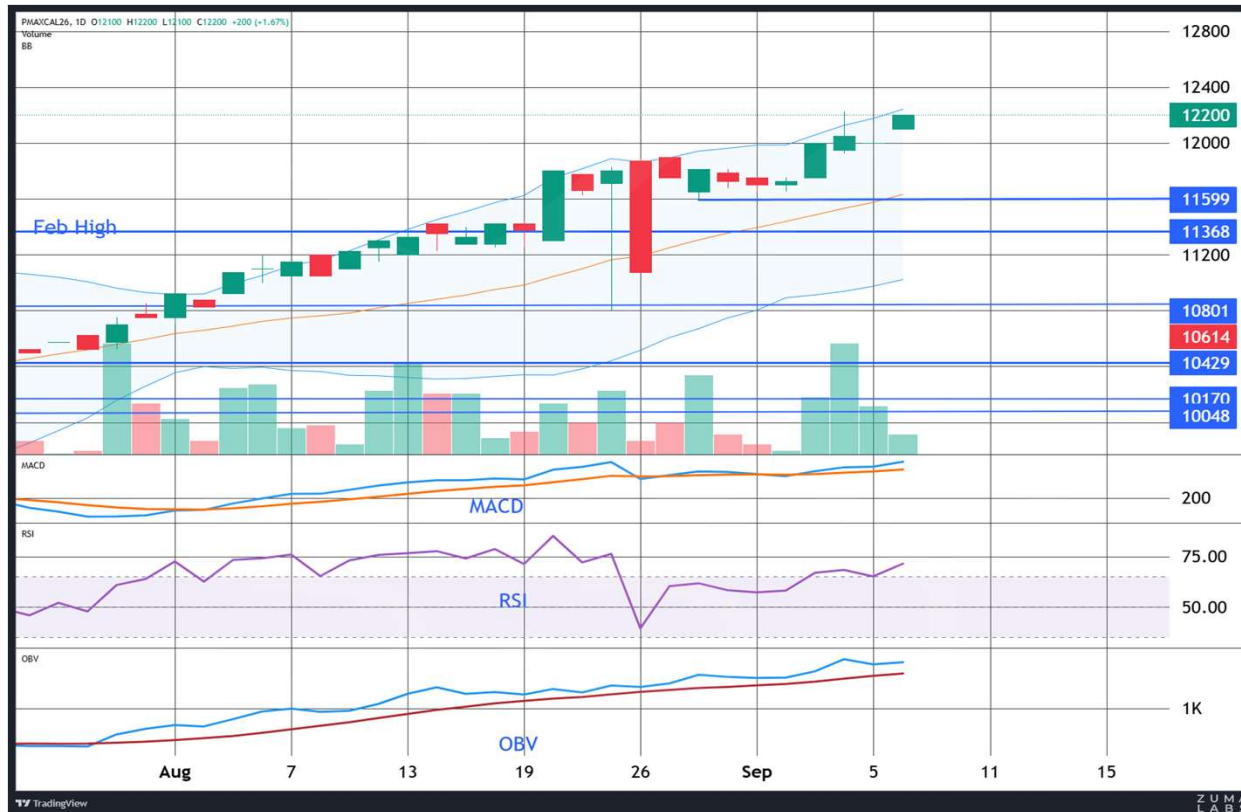 PMAXCAL26, 1D O12100 H12200 L12100 C12200 +200 (+1.67%)
Volume
BB
12800
12400
12200
12000
11599
Feb High
11368
11200
10801
10614
10429
10170
10048
MACD
200
MACD
RSI
75.00
RSI
50.00
OBV
1K
OBV
Aug 7 13 19 26 Sep 5 11 15
TradingView
ZUMA
LABS